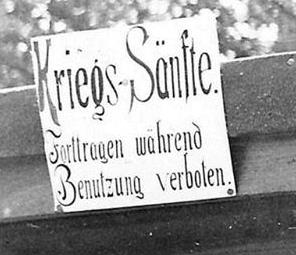 Kriegs-Sänfte.
Forttragen während
Benutzung verboten.